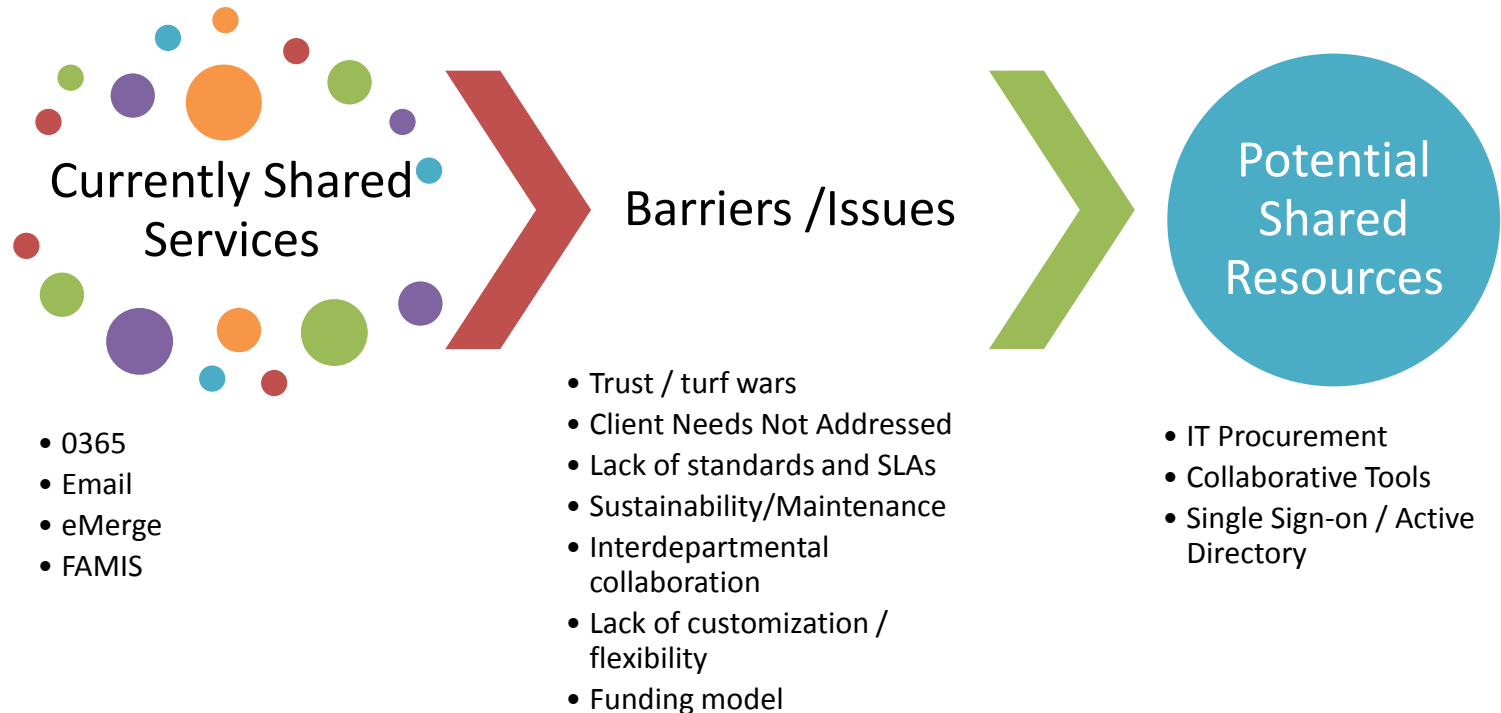 Currently Shared
Services
• 0365
• Email
• eMerge
• FAMIS
Barriers /Issues
• Trust / turf wars
• Client Needs Not Addressed
• Lack of standards and SLAs
• Sustainability/Maintenance
• Interdepartmental
collaboration
• Lack of customization /
flexibility
• Funding model
Potential
Shared
Resources
• IT Procurement
• Collaborative Tools
• Single Sign-on / Active
Directory